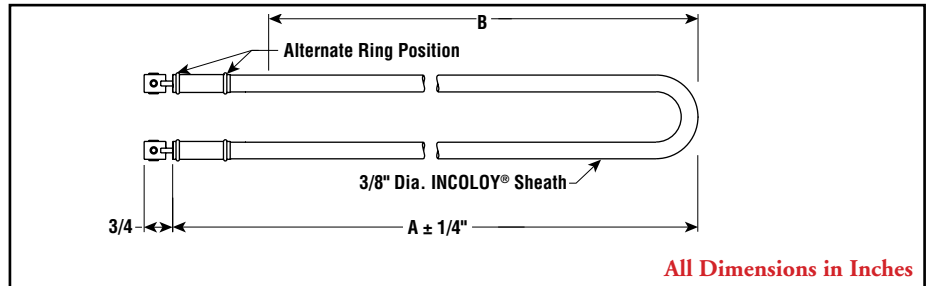 B
Alternate Ring Position
3/8" Dia. INCOLOY® Sheath
3/4
A ± 1/4"
All Dimensions in Inches